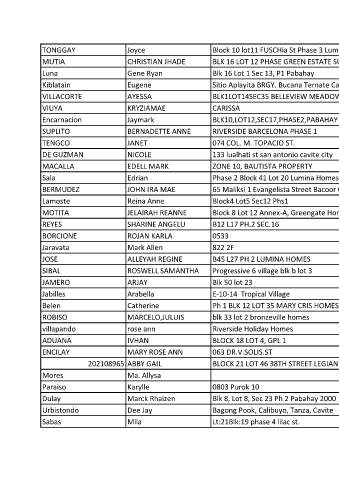 TONGGAY Joyce Block 10 lot11 FUSCHia St Phase 3 Lum
MUTIA CHRISTIAN JHADE BLK 16 LOT 12 PHASE GREEN ESTATE SU
Luna Gene Ryan Blk 16 Lot 1 Sec 13, P1 Pabahay
Kiblatain Eugene Sitio Aplayita BRGY. Bucana Ternate Ca
VILLACORTE AYESSA BLK1LOT14SEC35 BELLEVIEW MEADOW
VIUYA KRYZIAMAE CARISSA
Encarnacion Jaymark BLK10,LOT12,SEC17,PHASE2,PABAHAY
SUPLITO BERNADETTE ANNE RIVERSIDE BARCELONA PHASE 1
TENGCO JANET 074 COL. M. TOPACIO ST.
DE GUZMAN NICOLE 133 iualhati st san antonio cavite city
MACALLA EDELL MARK ZONE 10, BAUTISTA PROPERTY
Sala Edrian Phase 2 Block 41 Lot 20 Lumina Homes
BERMUDEZ JOHN IRA MAE 65 Maliksi 1 Evangelista Street Bacoor
Lamoste Reina Anne Block4 Lot5 Sec12 Phs1
MOTITA JELAIRAH REANNE Block 8 Lot 12 Annex-A, Greengate Hom
REYES SHARINE ANGELU B12 L17 PH.2 SEC.16
BORCIONE ROJAN KARLA 0533
Jaravata Mark Allen 822 2F
JOSE ALLEYAH REGINE B45 L27 PH 2 LUMINA HOMES
SIBAL ROSWELL SAMANTHA Progressive 6 village blk b lot 3
JAMERO ARJAY Blk 50 lot 23
Jabilles Arabella E-10-14 Tropical Village
Belen Catherine Ph 1 BLK 12 LOT 35 MARY CRIS HOMES
ROBISO MARCELO,JULUIS blk 33 lot 2 bronzeville homes
villapando rose ann Riverside Holiday Homes
ADUANA IVHAN BLOCK 18 LOT 4, GPL 1
ENCILAY MARY ROSE ANN 063 DR.V.SOLIS.ST
202108965 ABBY GAIL BLOCK 21 LOT 46 38TH STREET LEGIAN
Mores Ma. Allysa
Paraiso Karylle 0803 Purok 10
Dulay Marck Rhaizen Blk 8, Lot 8, Sec 23 Ph 2 Pabahay 2000
Urbistondo Dee Jay Bagong Pook, Calibuyo, Tanza, Cavite
Sabas Mila Lt:21Blk:19 phase 4 lilac st.